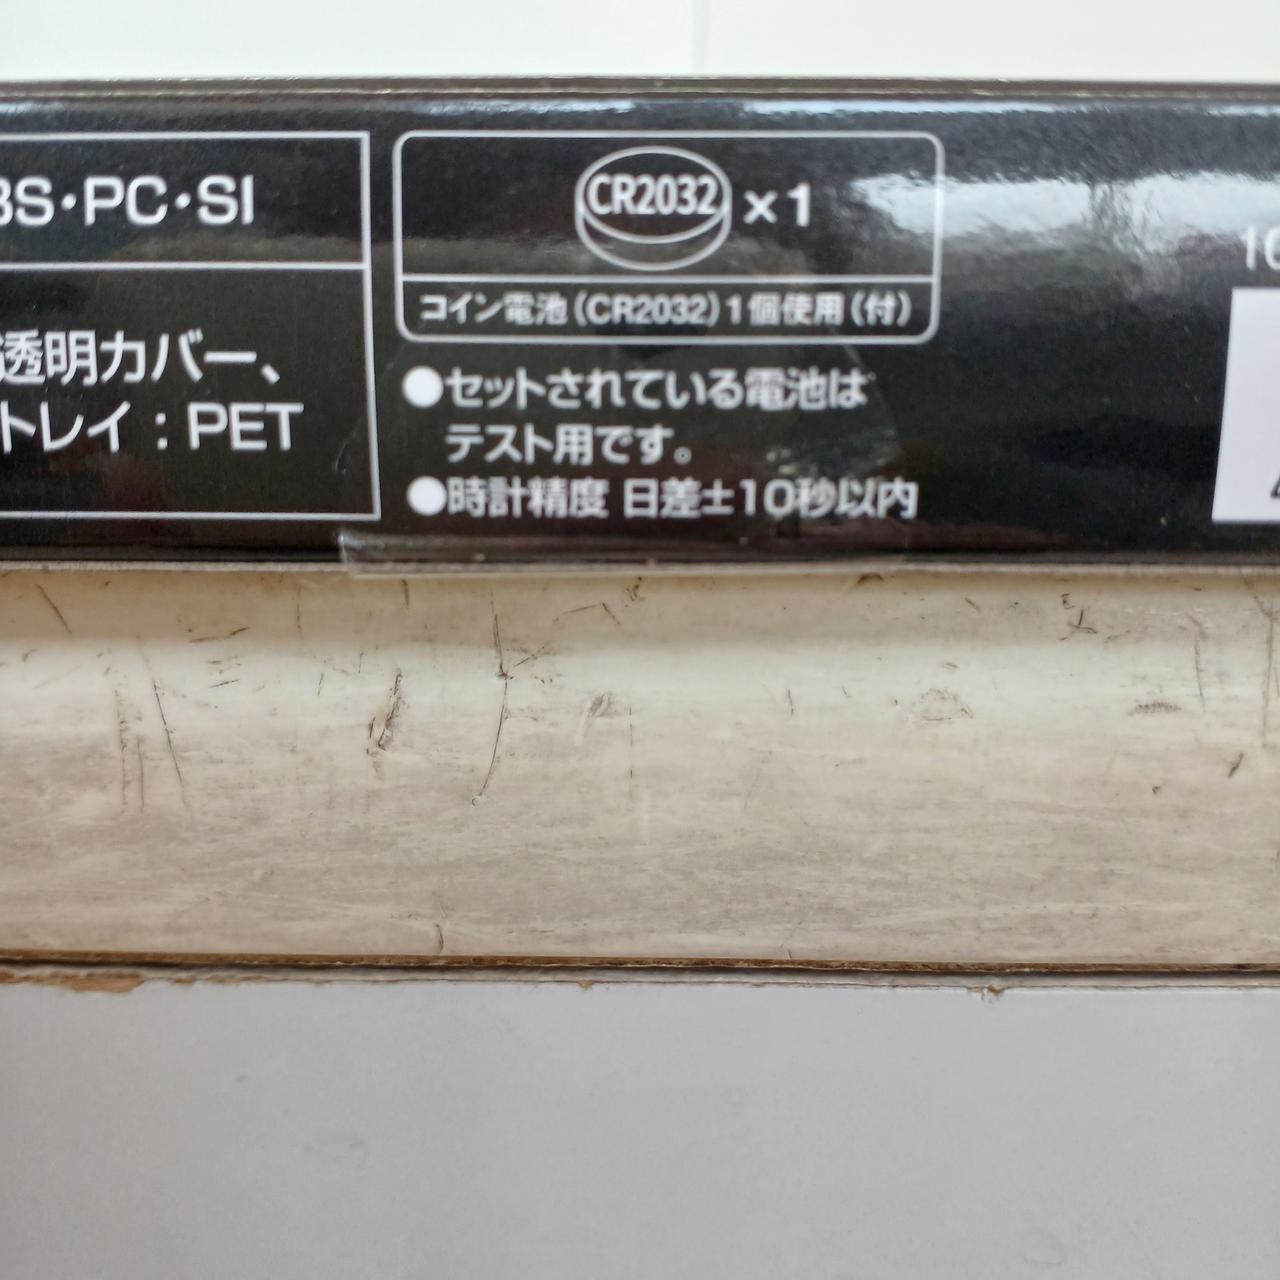 BS・PC・SI
透明カバー、
トレイ：PET
CR2032 ×1
コイン電池(CR2032)1個使用(付)
●セットされている電池は
テスト用です。
●時計精度 日差±10秒以内